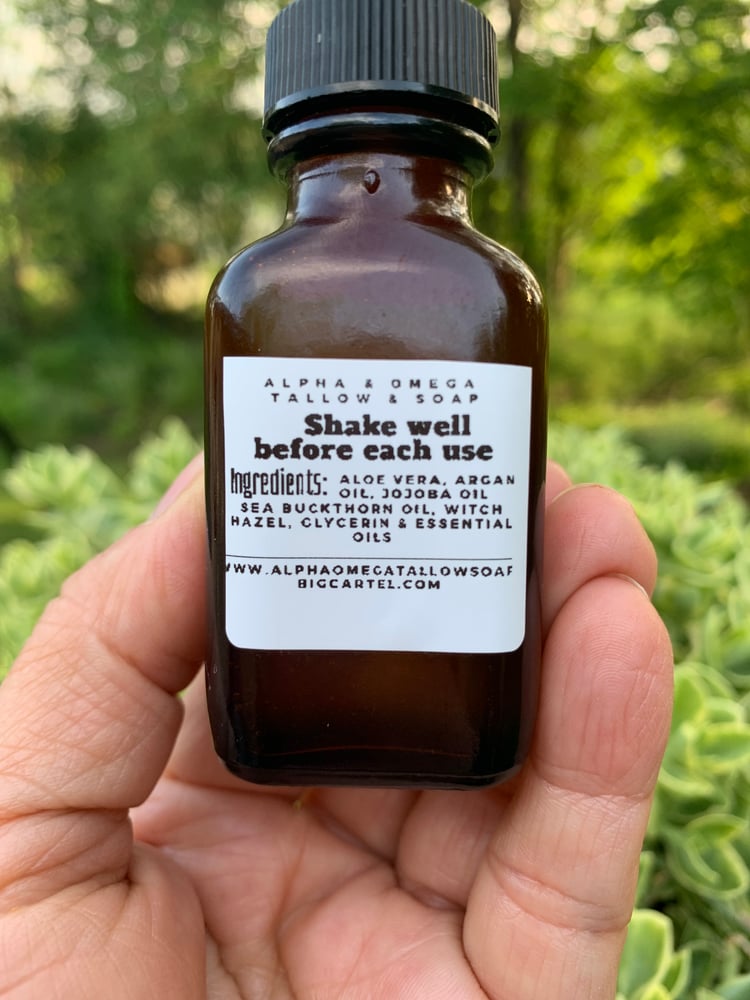 ALPHA & OMEGA
TALLOW & SOAP
Shake well
before each use
Ingredients: ALOE VERA, ARGAN
OIL, JOJOBA OIL
SEA BUCKTHORN OIL, WITCH
HAZEL, GLYCERIN & ESSENTIAL
OILS
WWW.ALPHAOMEGATALLOWSOAP
BIGCARTEL.COM